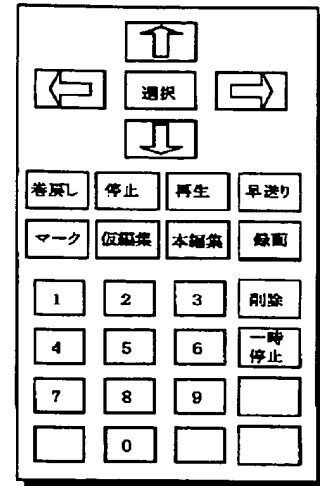 選択
巻戻し 停止 再生 早送り
マーク 仮編集 本編集 録画
1 2 3 削除
4 5 6 一時
停止
7 8 9
0